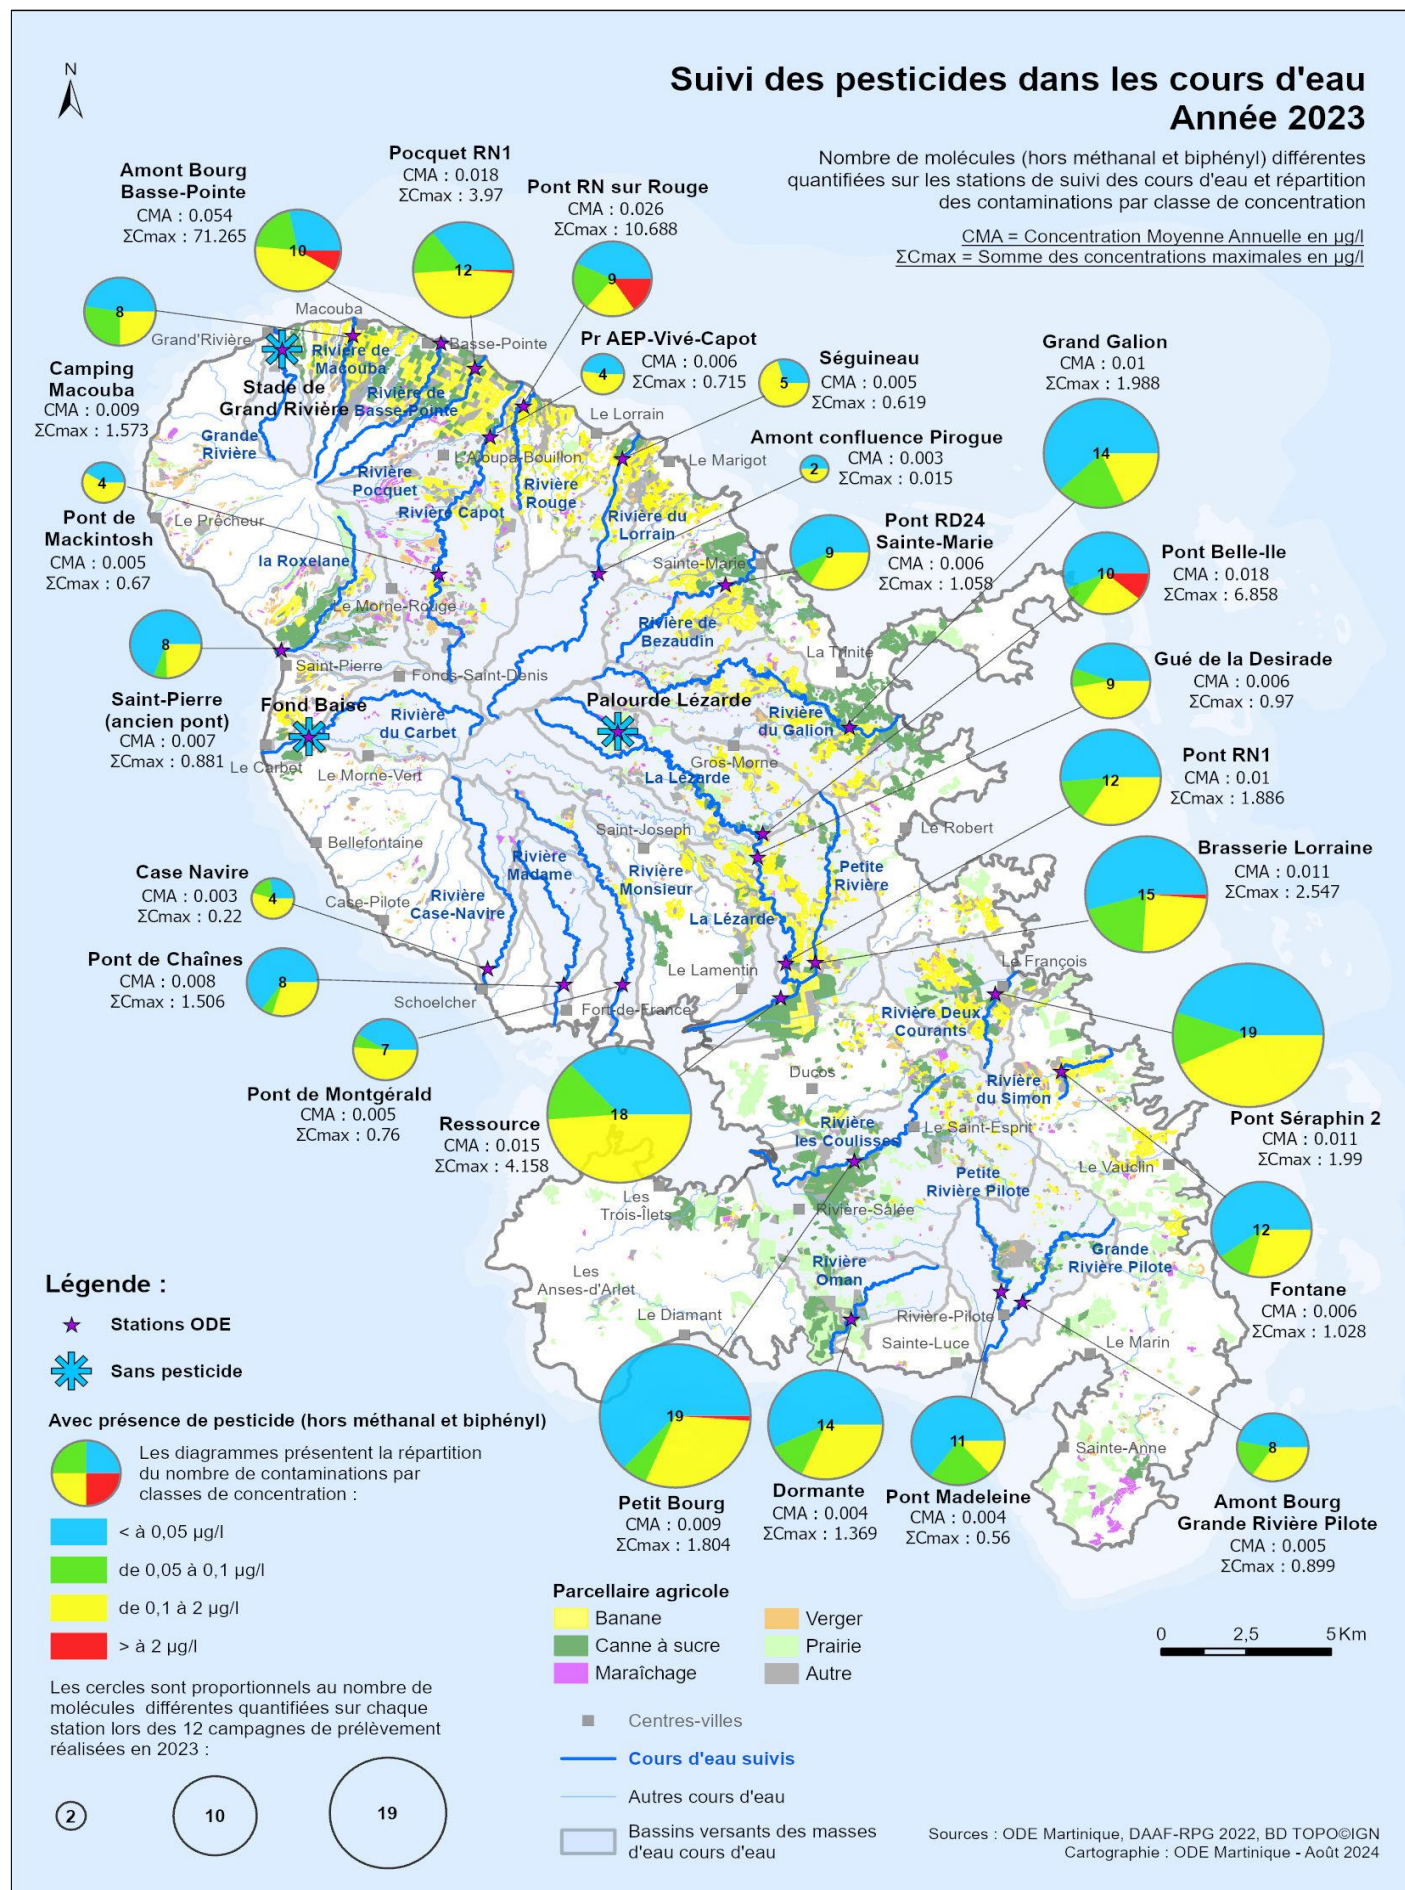 N
Suivi des pesticides dans les cours d'eau
Année 2023
Nombre de molécules (hors méthanal et biphényl) différentes
quantifiées sur les stations de suivi des cours d'eau et répartition
des contaminations par classe de concentration
CMA = Concentration Moyenne Annuelle en µg/l
ΣCmax = Somme des concentrations maximales en µg/l
Amont Bourg
Basse-Pointe
CMA : 0.054
ΣCmax : 71.265
10
Pocquet RN1
CMA : 0.018
ΣCmax : 3.97
12
Pont RN sur Rouge
CMA : 0.026
ΣCmax : 10.688
9
8
Camping
Macouba
CMA : 0.009
ΣCmax : 1.573
Pr AEP-Vivé-Capot
CMA : 0.006
ΣCmax : 0.715
4
Séguineau
CMA : 0.005
ΣCmax : 0.619
5
Grand Galion
CMA : 0.01
ΣCmax : 1.988
14
Amont confluence Pirogue
CMA : 0.003
ΣCmax : 0.015
2
4
Pont de
Mackintosh
CMA : 0.005
ΣCmax : 0.67
Pont RD24
Sainte-Marie
CMA : 0.006
ΣCmax : 1.058
9
Pont Belle-Ile
CMA : 0.018
ΣCmax : 6.858
10
8
Saint-Pierre
(ancien pont)
CMA : 0.007
ΣCmax : 0.881
Gué de la Desirade
CMA : 0.006
ΣCmax : 0.97
9
Pont RN1
CMA : 0.01
ΣCmax : 1.886
12
Brasserie Lorraine
CMA : 0.011
ΣCmax : 2.547
15
Case Navire
CMA : 0.003
ΣCmax : 0.22
4
Pont de Chaînes
CMA : 0.008
ΣCmax : 1.506
8
7
Pont de Montgérald
CMA : 0.005
ΣCmax : 0.76
Ressource
CMA : 0.015
ΣCmax : 4.158
18
19
Pont Séraphin 2
CMA : 0.011
ΣCmax : 1.99
12
Fontane
CMA : 0.006
ΣCmax : 1.028
19
Petit Bourg
CMA : 0.009
ΣCmax : 1.804
14
Dormante
CMA : 0.004
ΣCmax : 1.369
11
Pont Madeleine
CMA : 0.004
ΣCmax : 0.56
8
Amont Bourg
Grande Rivière Pilote
CMA : 0.005
ΣCmax : 0.899
Macouba
Grand'Rivière
Basse-Pointe
Rivière de
Macouba
Stade de
Grand Rivière
Rivière de
Basse-Pointe
Grande
Rivière
Le Lorrain
L'Ajoupa-Bouillon
Le Marigot
Rivière
Pocquet
Rivière
Rouge
Rivière Capot
Rivière du
Lorrain
Le Prêcheur
la Roxelane
Sainte-Marie
Le Morne-Rouge
Rivière de
Bezaudin
La Trinité
Saint-Pierre
Fonds-Saint-Denis
Fond Baise
Palourde Lézarde
Rivière
du Carbet
Rivière
du Galion
Le Carbet
Le Morne-Vert
Gros-Morne
La Lézarde
Bellefontaine
Saint-Joseph
Le Robert
Rivière
Madame
Rivière
Monsieur
Petite
Rivière
Case-Pilote
Rivière
Case-Navire
La Lézarde
Le Lamentin
Le François
Schoelcher
Fort-de-France
Rivière Deux
Courants
Ducos
Rivière
du Simon
Rivière
les Coulisses
Le Saint-Esprit
Le Vauclin
Petite
Rivière Pilote
Les
Trois-Îlets
Rivière-Salée
Grande
Rivière Pilote
Rivière
Oman
Les
Anses-d'Arlet
Le Diamant
Rivière-Pilote
Sainte-Luce
Le Marin
Sainte-Anne
Légende :
Stations ODE
Sans pesticide
Avec présence de pesticide (hors méthanal et biphényl)
Les diagrammes présentent la répartition
du nombre de contaminations par
classes de concentration :
< à 0,05 µg/l
de 0,05 à 0,1 µg/l
de 0,1 à 2 µg/l
> à 2 µg/l
Les cercles sont proportionnels au nombre de
molécules différentes quantifiées sur chaque
station lors des 12 campagnes de prélèvement
réalisées en 2023 :
2
10
19
Parcellaire agricole
Banane
Canne à sucre
Maraîchage
Verger
Prairie
Autre
Centres-villes
Cours d'eau suivis
Autres cours d'eau
Bassins versants des masses
d'eau cours d'eau
0 2,5 5 Km
Sources : ODE Martinique, DAAF-RPG 2022, BD TOPO©IGN
Cartographie : ODE Martinique - Août 2024